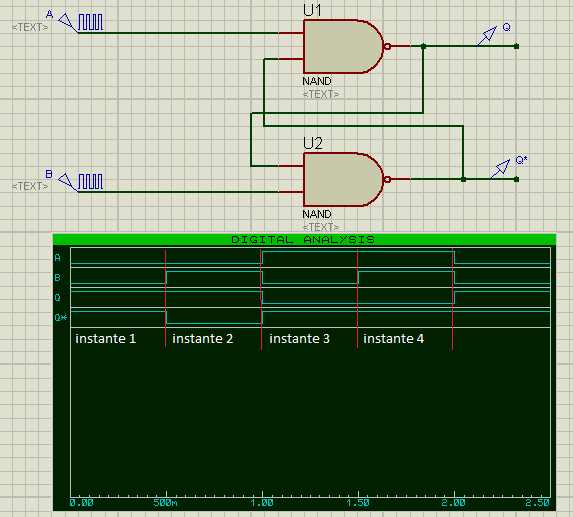 U1
A
Q
<TEXT>
NAND
<TEXT>
U2
B
Q*
<TEXT>
NAND
<TEXT>
DIGITAL ANALYSIS
A
B
Q
Q*
instante 1 instante 2 instante 3 instante 4
0.00 500m 1.00 1.50 2.00 2.50